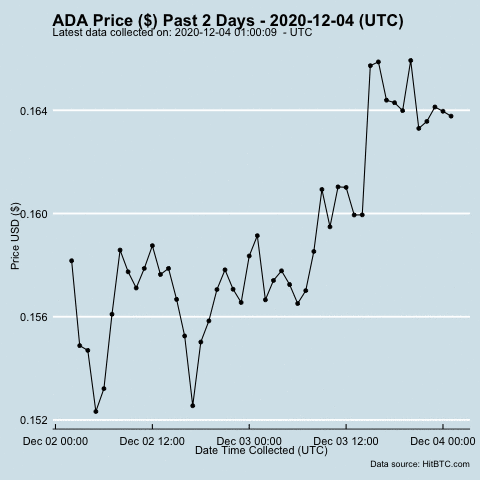 ADA Price ($) Past 2 Days - 2020-12-04 (UTC)
Latest data collected on: 2020-12-04 01:00:09 - UTC
0.164
0.160
0.156
0.152
Price USD ($)
Dec 02 00:00 Dec 02 12:00 Dec 03 00:00 Dec 03 12:00 Dec 04 00:00
Date Time Collected (UTC)
Data source: HitBTC.com